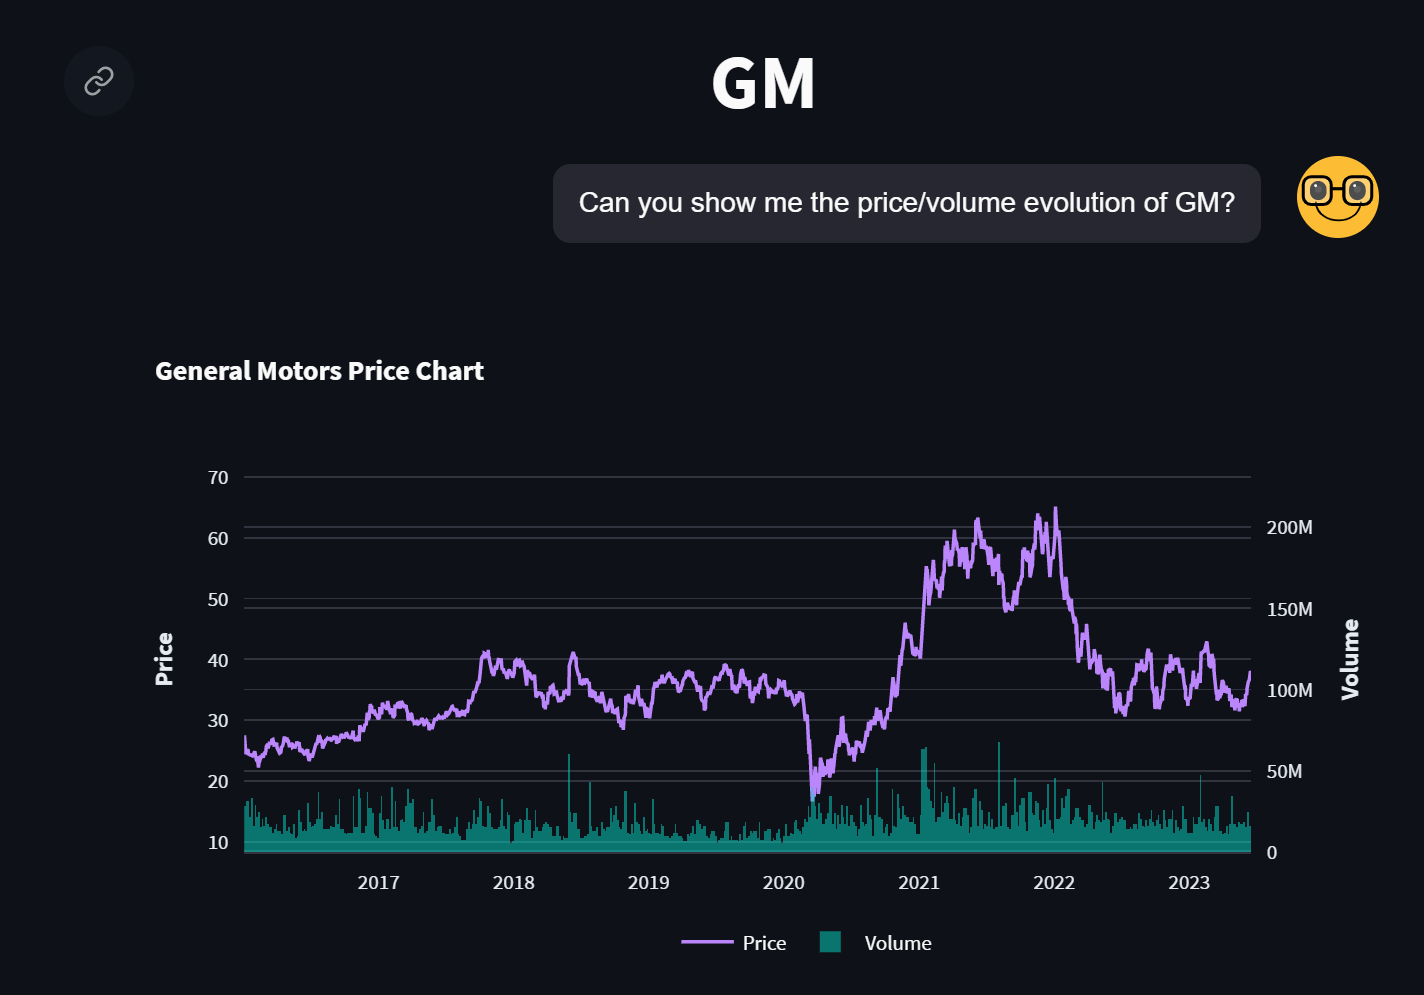 GM
Can you show me the price/volume evolution of GM?
General Motors Price Chart
70
60
50
40
30
20
10
Price
200M
150M
100M
50M
0
Volume
2017 2018 2019 2020 2021 2022 2023
Price Volume